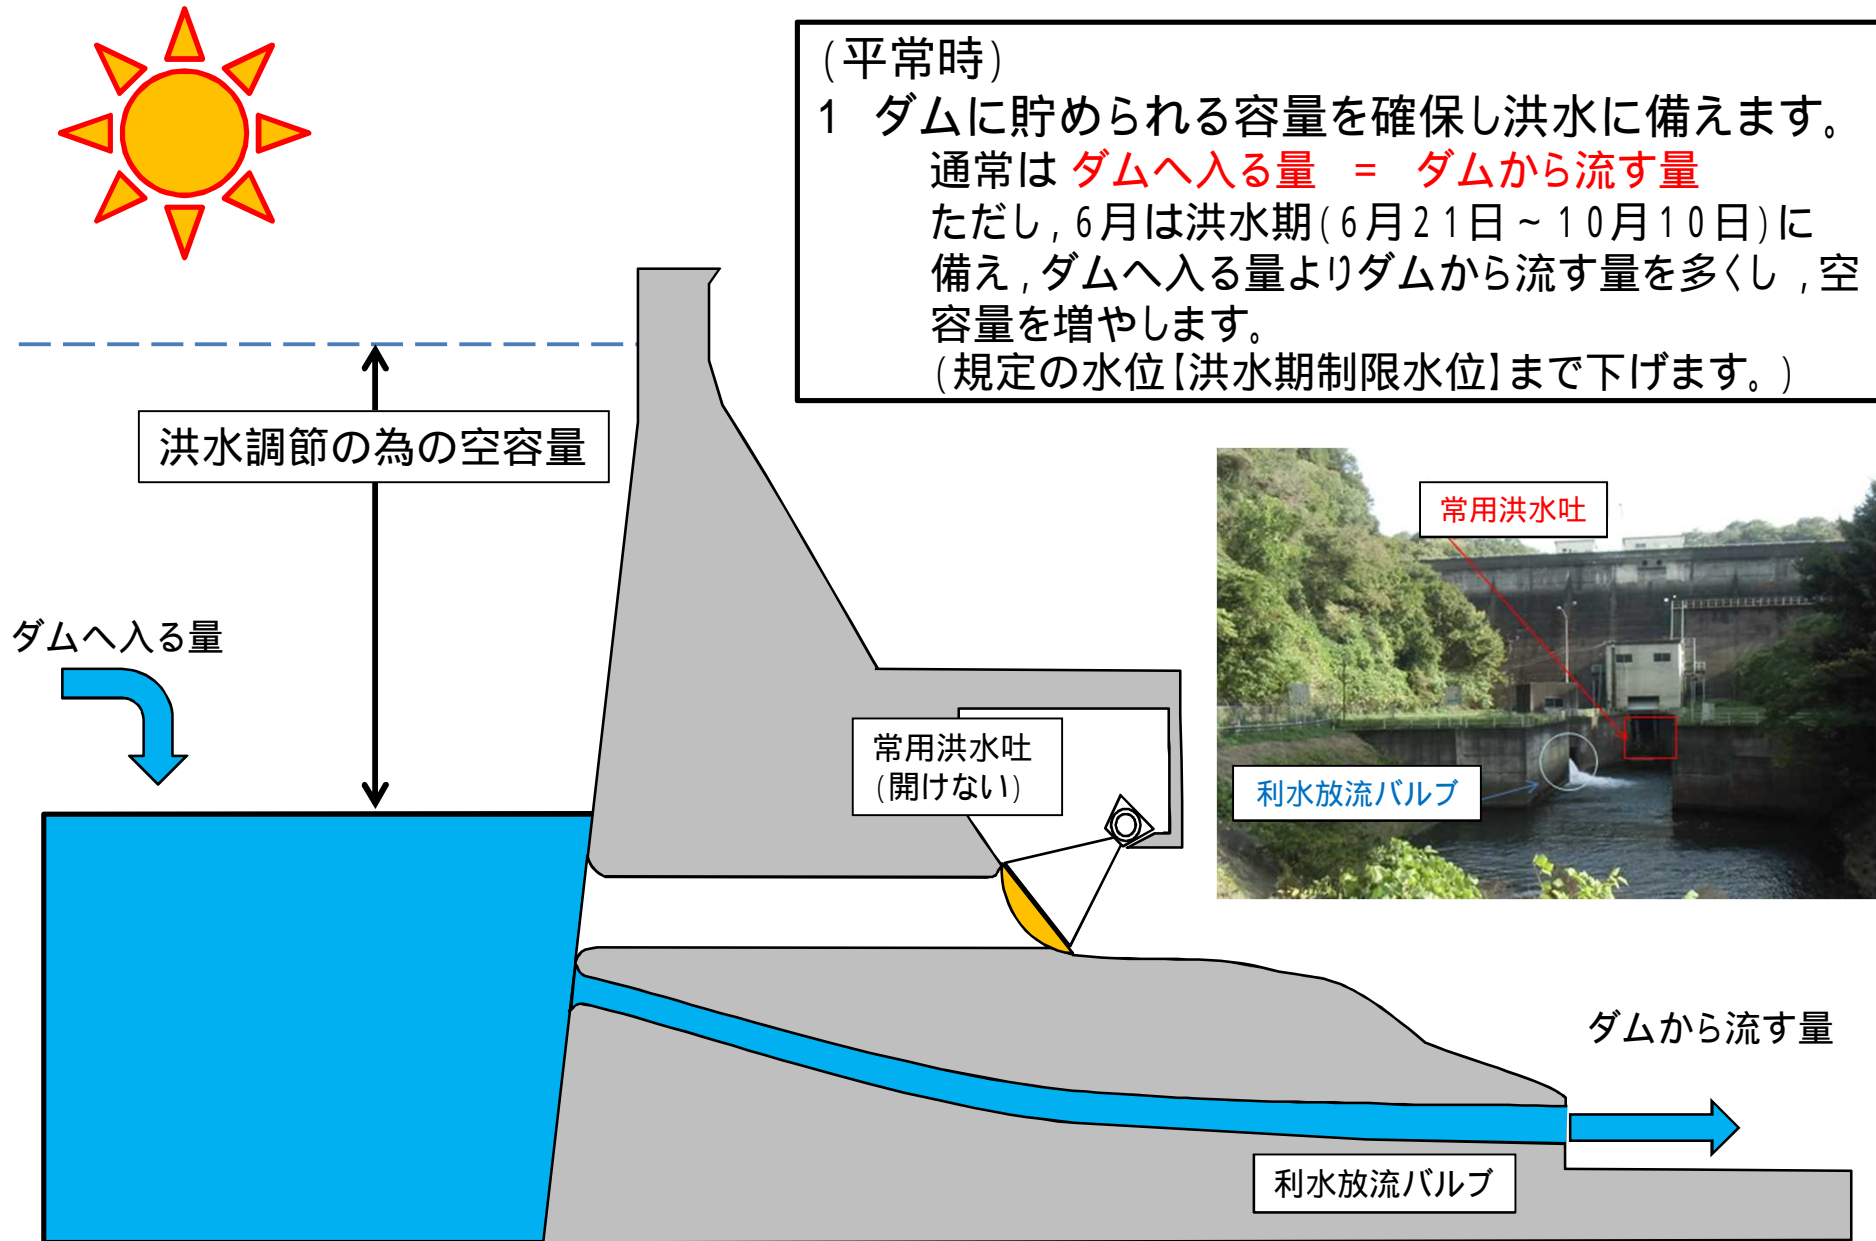 (平常時)
1 ダムに貯められる容量を確保し洪水に備えます。
通常は ダムへ入る量 = ダムから流す量
ただし,6月は洪水期(6月21日~10月10日)に
備え,ダムへ入る量よりダムから流す量を多くし,空
容量を増やします。
(規定の水位【洪水期制限水位】まで下げます。)
洪水調節の為の空容量
常用洪水吐
ダムへ入る量
常用洪水吐
(開けない)
利水放流バルブ
ダムから流す量
利水放流バルブ